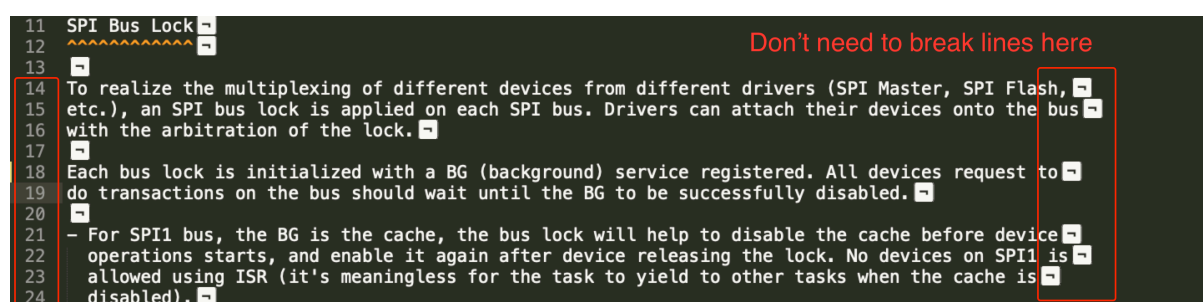 11 SPI Bus Lock¬
12 ^^^^^^^^^^^^ ¬
Don't need to break lines here
13 ¬
14 To realize the multiplexing of different devices from different drivers (SPI Master, SPI Flash, ¬
15 etc.), an SPI bus lock is applied on each SPI bus. Drivers can attach their devices onto the bus¬
16 with the arbitration of the lock. ¬
17 ¬
18 Each bus lock is initialized with a BG (background) service registered. All devices request to¬
19 do transactions on the bus should wait until the BG to be successfully disabled. ¬
20 ¬
21 - For SPI1 bus, the BG is the cache, the bus lock will help to disable the cache before device¬
22 operations starts, and enable it again after device releasing the lock. No devices on SPI1 is¬
23 allowed using ISR (it's meaningless for the task to yield to other tasks when the cache is¬
24 disabled). ¬